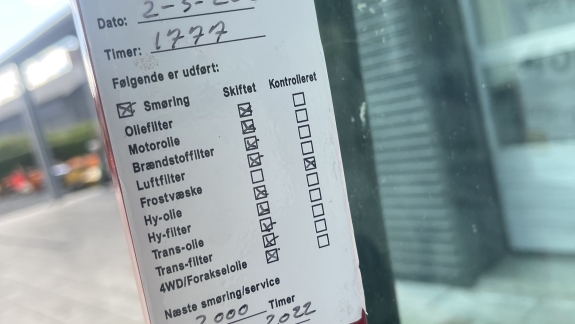 Dato: 2-5-20
Timer: 1777
Følgende er udført:
Skiftet Kontrolleret
Smøring
Oliefilter
Motorolie
Brændstoffilter
Luftfilter
Frostvæske
Hy-olie
Hy-filter
Trans-olie
Trans-filter
4WD/Forakselolie
Næste smøring/service
2000 Timer
2022